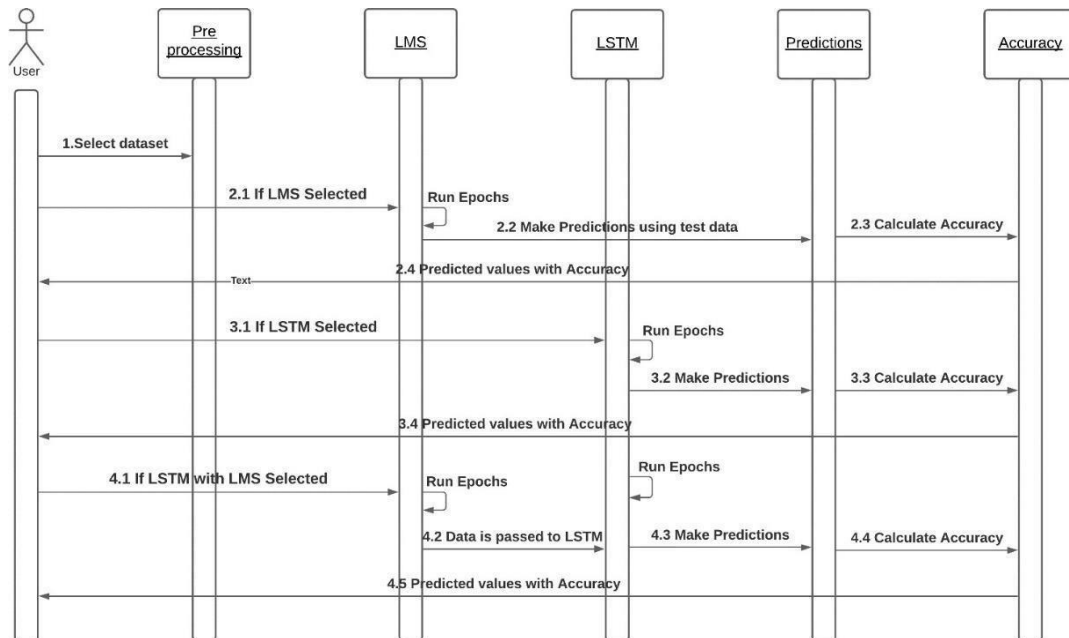 Pre
processing
LMS
LSTM
Predictions
Accuracy
User
1.Select dataset
2.1 If LMS Selected
Run Epochs
2.2 Make Predictions using test data
2.3 Calculate Accuracy
2.4 Predicted values with Accuracy
Text
3.1 If LSTM Selected
Run Epochs
3.2 Make Predictions
3.3 Calculate Accuracy
3.4 Predicted values with Accuracy
4.1 If LSTM with LMS Selected
Run Epochs
Run Epochs
4.2 Data is passed to LSTM
4.3 Make Predictions
4.4 Calculate Accuracy
4.5 Predicted values with Accuracy